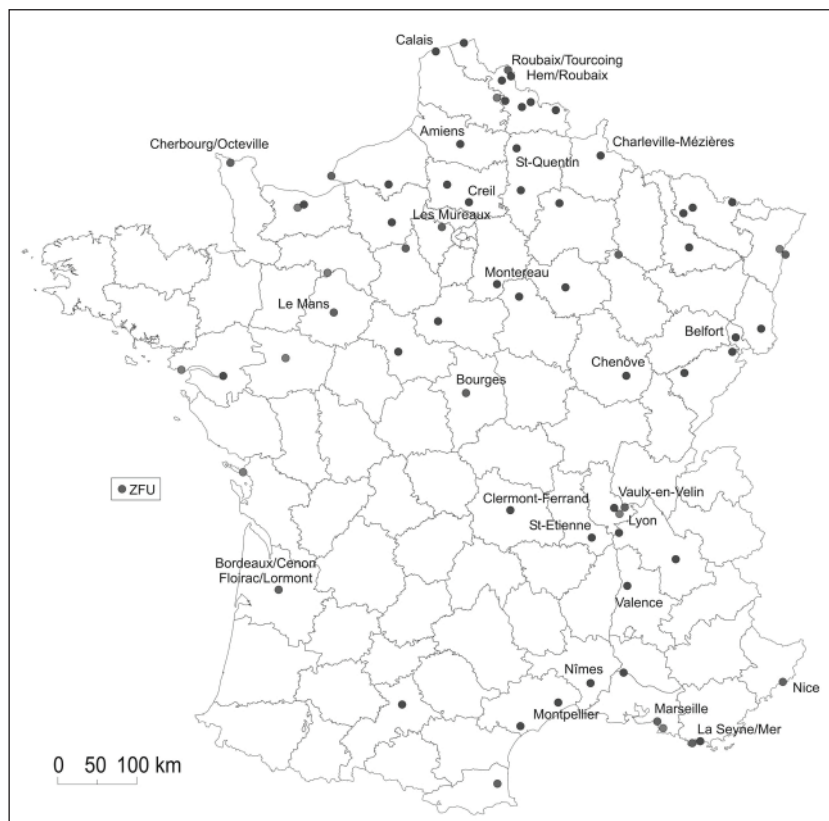 Calais
Roubaix/Tourcoing
Hem/Roubaix
Amiens
Charleville-Mézières
Cherbourg/Octeville
St-Quentin
Creil
Les Mureaux
Montereau
Le Mans
Belfort
Chenôve
Bourges
ZFU
Clermont-Ferrand
Vaulx-en-Velin
St-Etienne
Lyon
Bordeaux/Cenon
Floirac/Lormont
Valence
Nîmes
Nice
Montpellier
Marseille
La Seyne/Mer
0 50 100 km